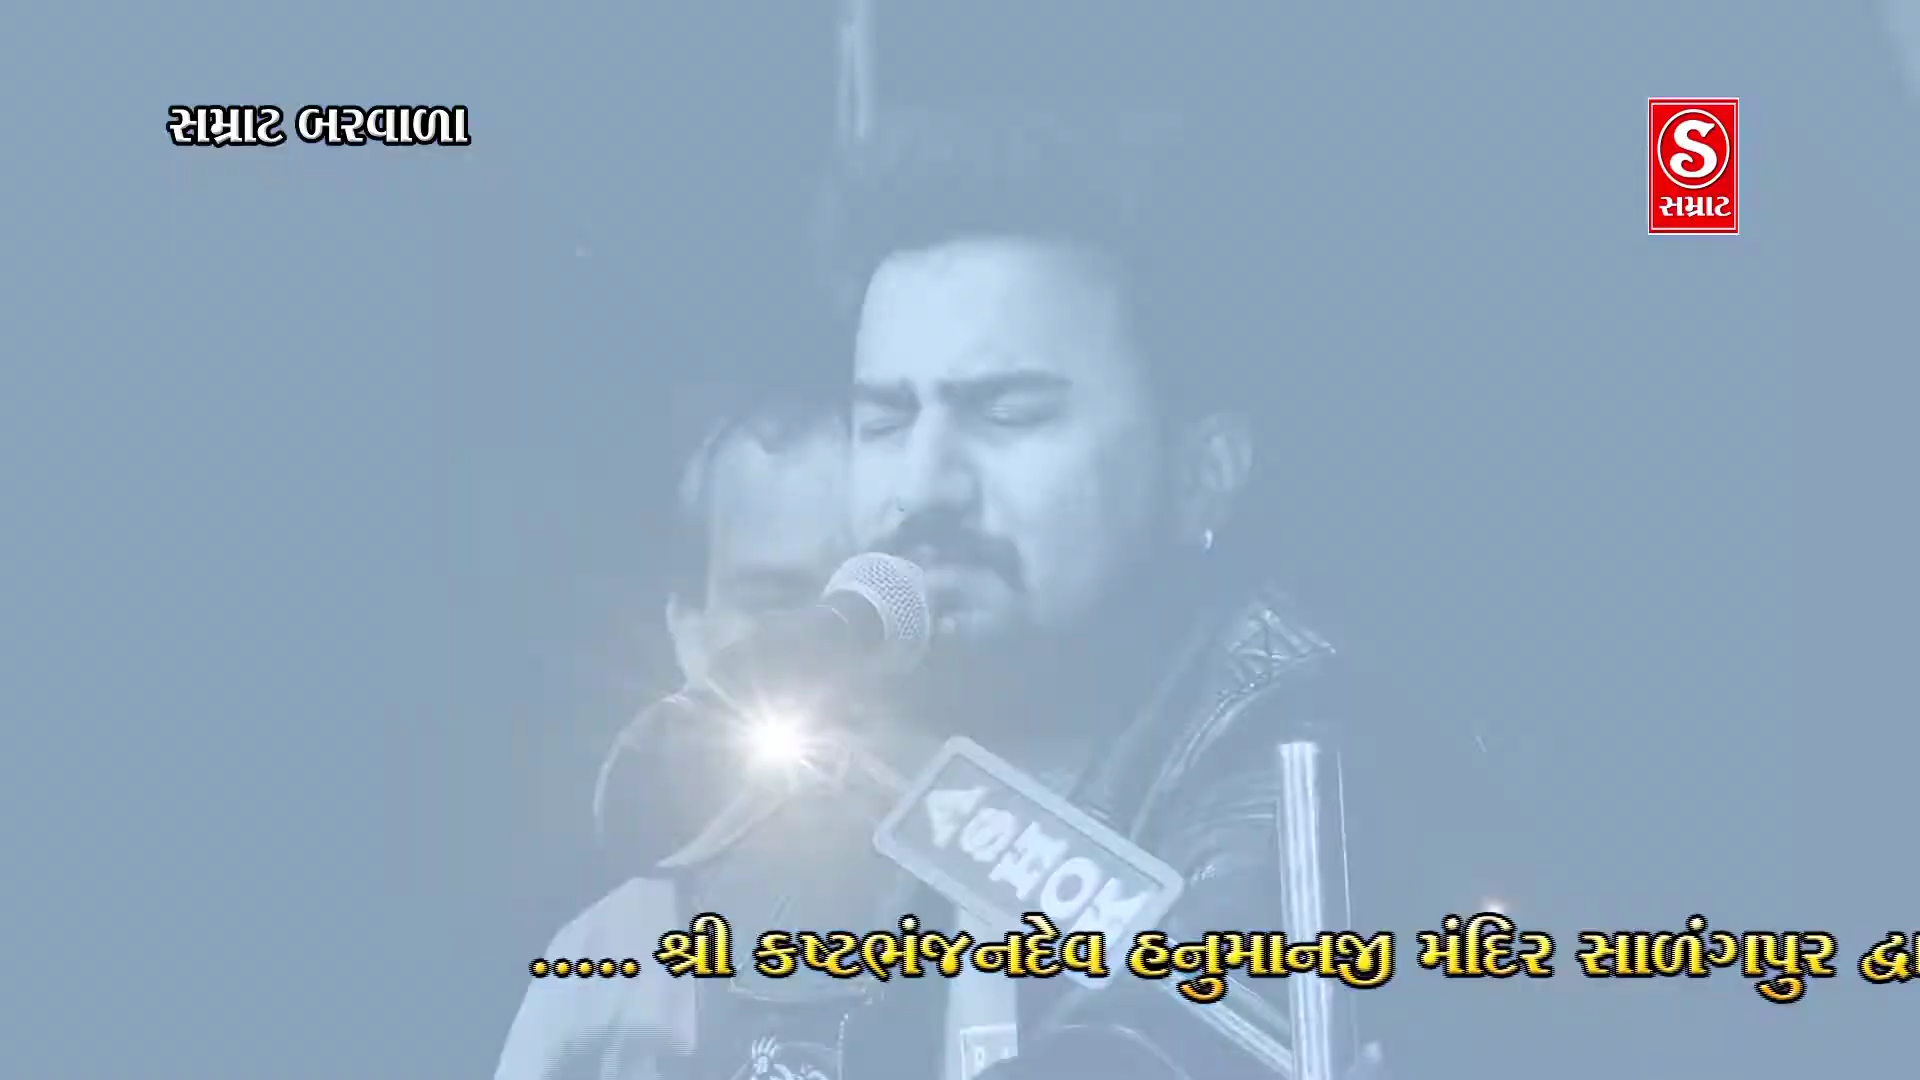 સમ્રાટ બરવાળા
S
સમ્રાટ
..... શ્રી કષ્ટભંજનદેવ હનુમાનજી મંદિર સાળંગપુર